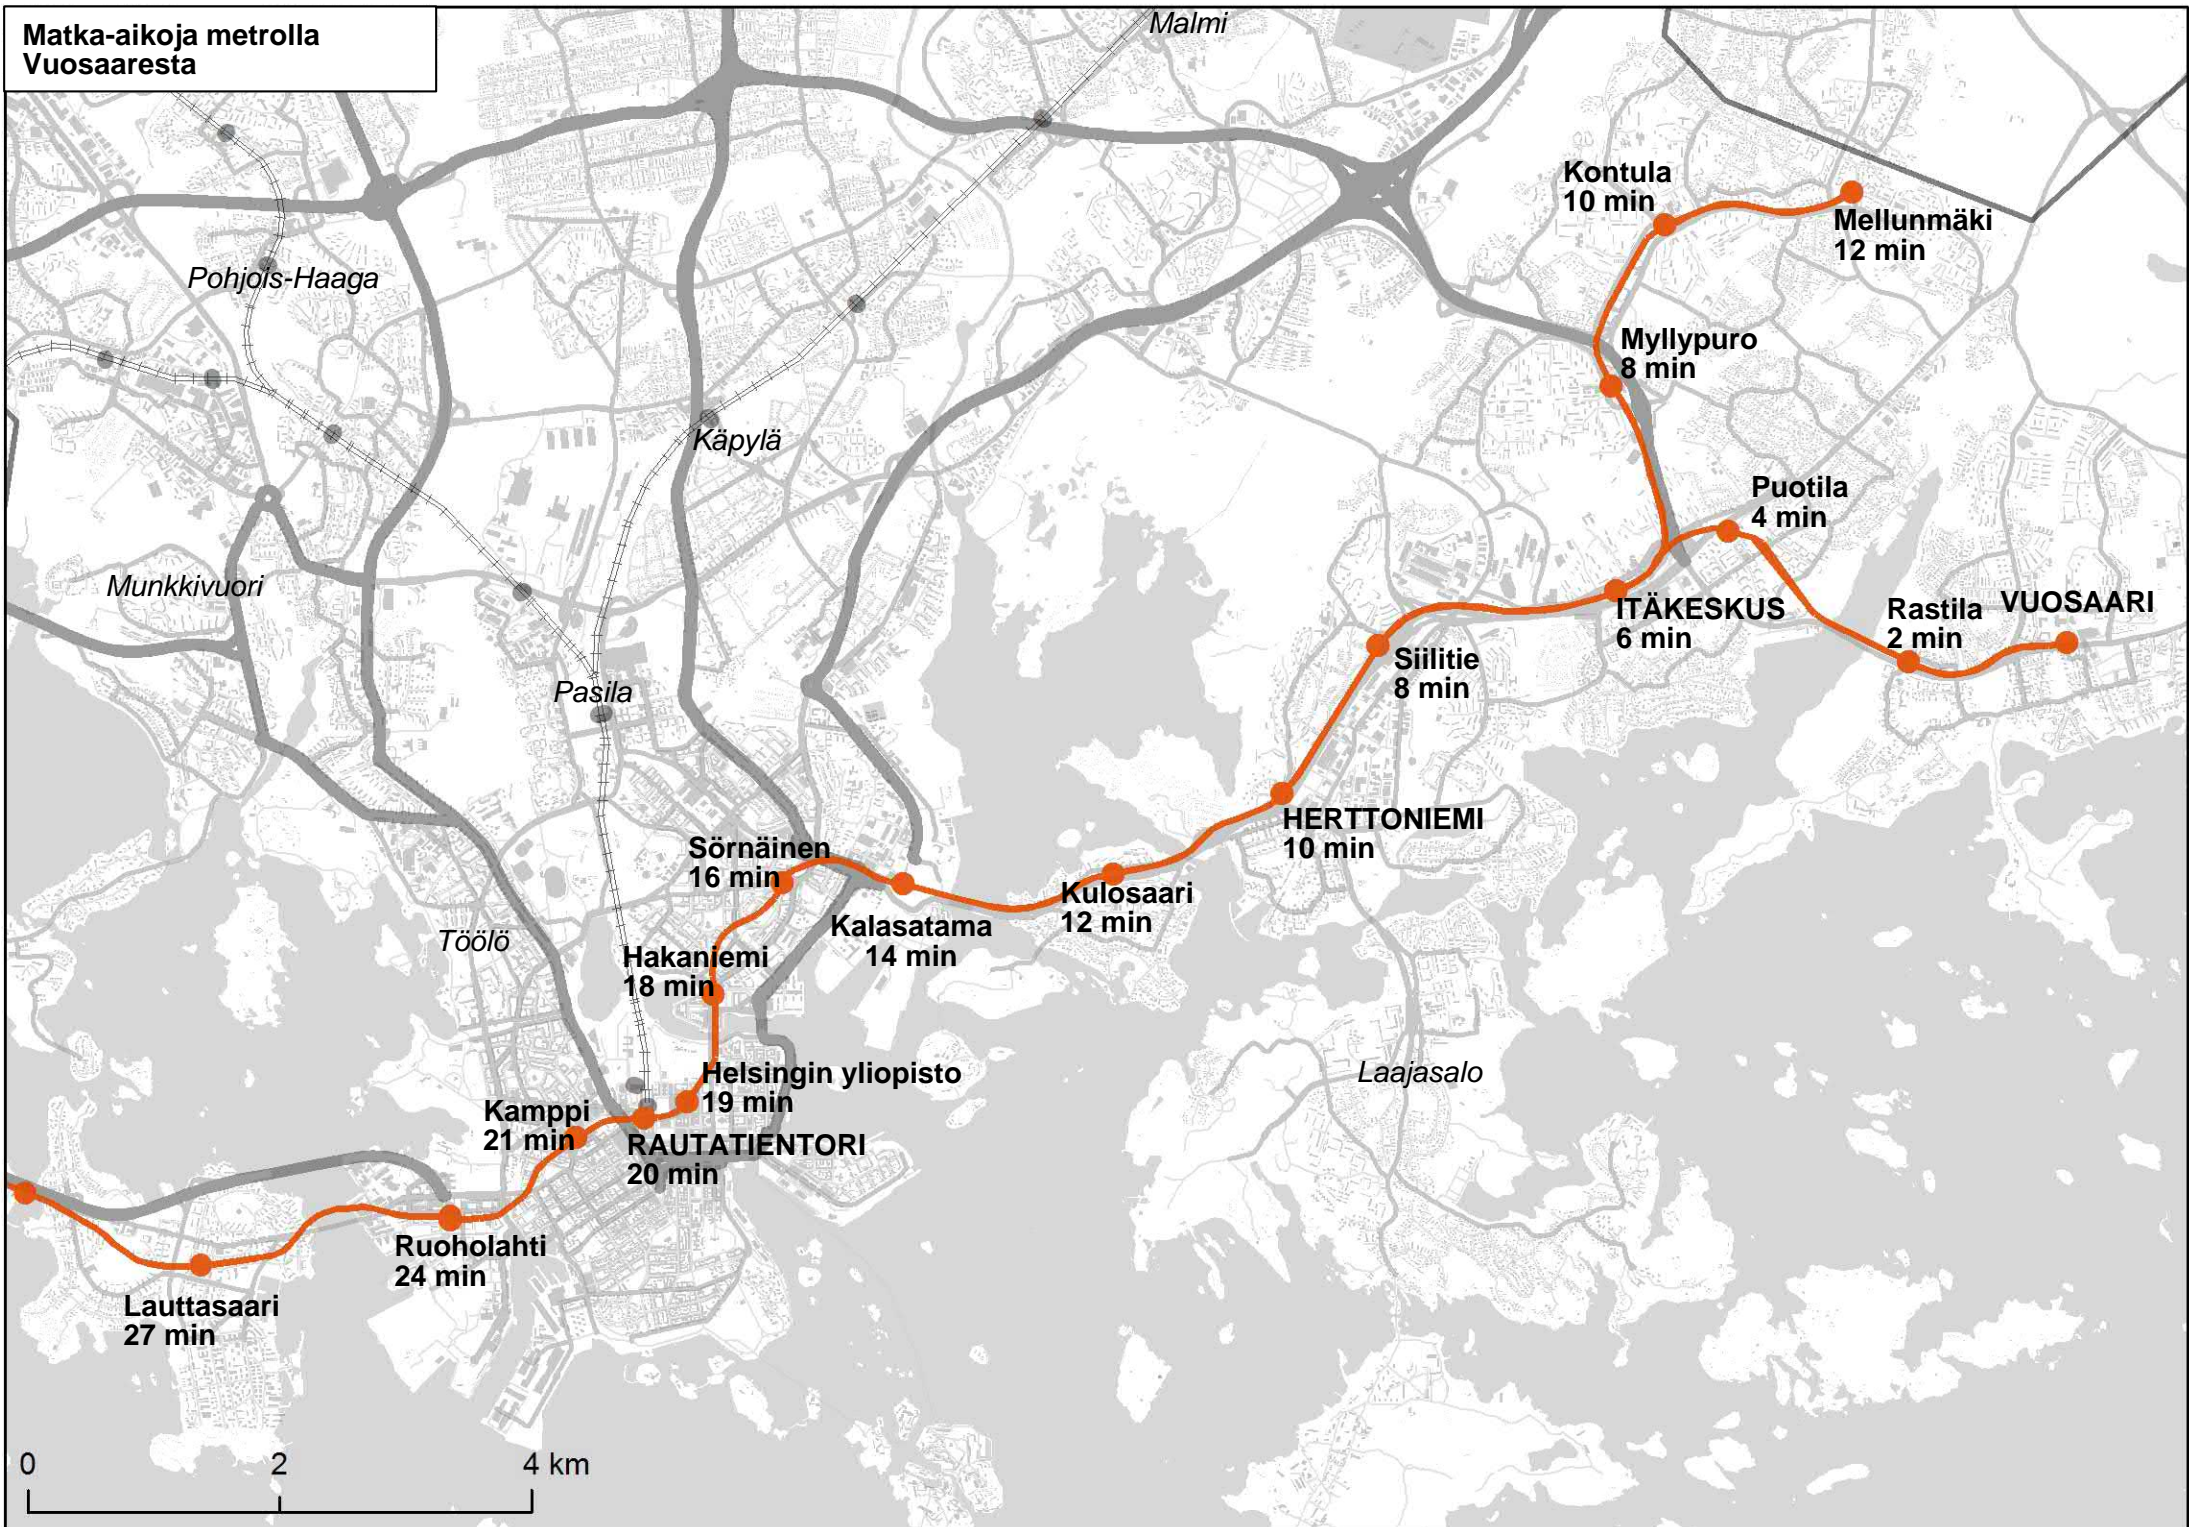 Matka-aikoja metrolla
Vuosaaresta
Malmi
Kontula
10 min
Mellunmäki
12 min
Pohjois-Haaga
Myllypuro
8 min
Käpylä
Puotila
4 min
Munkkivuori
ITÄKESKUS
6 min
Rastila
2 min
VUOSAARI
Siilitie
8 min
Pasila
HERTTONIEMI
10 min
Sörnäinen
16 min
Kulosaari
12 min
Kalasatama
14 min
Töölö
Hakaniemi
18 min
Helsingin yliopisto
19 min
Laajasalo
Kamppi
21 min
RAUTATIENTORI
20 min
Ruoholahti
24 min
Lauttasaari
27 min
0 2 4 km